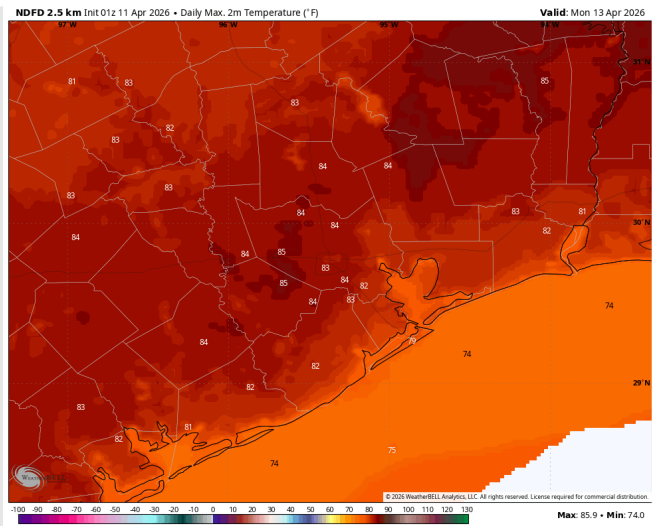 NDFD 2.5 km Init 01z 11 Apr 2026 • Daily Max. 2m Temperature (°F)
Valid: Mon 13 Apr 2026
97°W 96°W 95°W 94°W
31°N
81 83 85
83
82
83
84 84
83
83
84 83 81
30°N
84
82
84
84 85
83
84
85 82
84 83
74
79
84 74
29°N
82
82
83
81
82
75
74
WeatherBELL
© 2026 WeatherBELL Analytics, LLC. All rights reserved. License required for commercial distribution.
-100 -90 -80 -70 -60 -50 -40 -30 -20 -10 0 10 20 30 40 50 60 70 80 90 100 110 120 130
Max: 85.9 • Min: 74.0